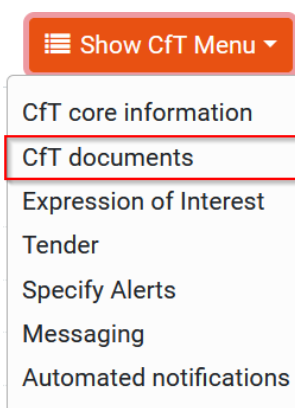 Show CfT Menu
CfT core information
CfT documents
Expression of Interest
Tender
Specify Alerts
Messaging
Automated notifications